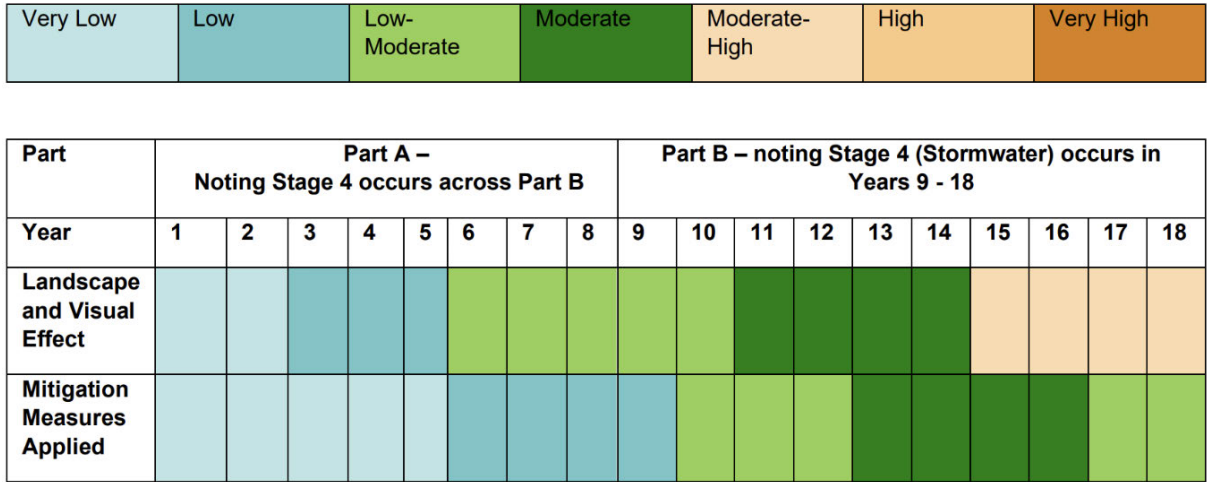 Very Low Low Low- Moderate Moderate- High Very High
Moderate High
Part Part A – Part B – noting Stage 4 (Stormwater) occurs in
Noting Stage 4 occurs across Part B Years 9 - 18
Year 1 2 3 4 5 6 7 8 9 10 11 12 13 14 15 16 17 18
Landscape
and Visual
Effect
Mitigation
Measures
Applied